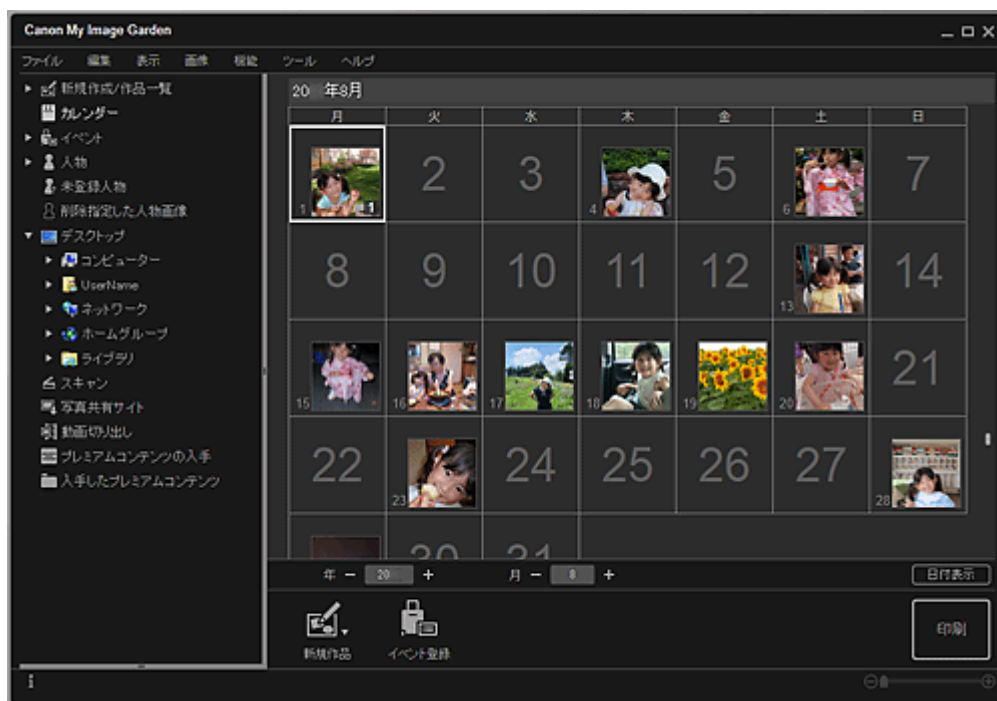 Canon My Image Garden
ファイル 編集 表示 画像 機能 ツール ヘルプ
新規作成/作品一覧
カレンダー
イベント
人物
未登録人物
削除指定した人物画像
デスクトップ
コンピューター
UserName
ネットワーク
ホームグループ
ライブラリ
スキャン
写真共有サイト
動画切り出し
プレミアムコンテンツの入手
入手したプレミアムコンテンツ
20 年8月
月 火 水 木 金 土 日
1 1 2 3 4 5 6 7
8 9 10 11 12 13 14
15 16 17 18 19 20 21
22 23 24 25 26 27 28
30 31
年 − 20 + 月 − 8 + 日付表示
新規作品 イベント登録 印刷